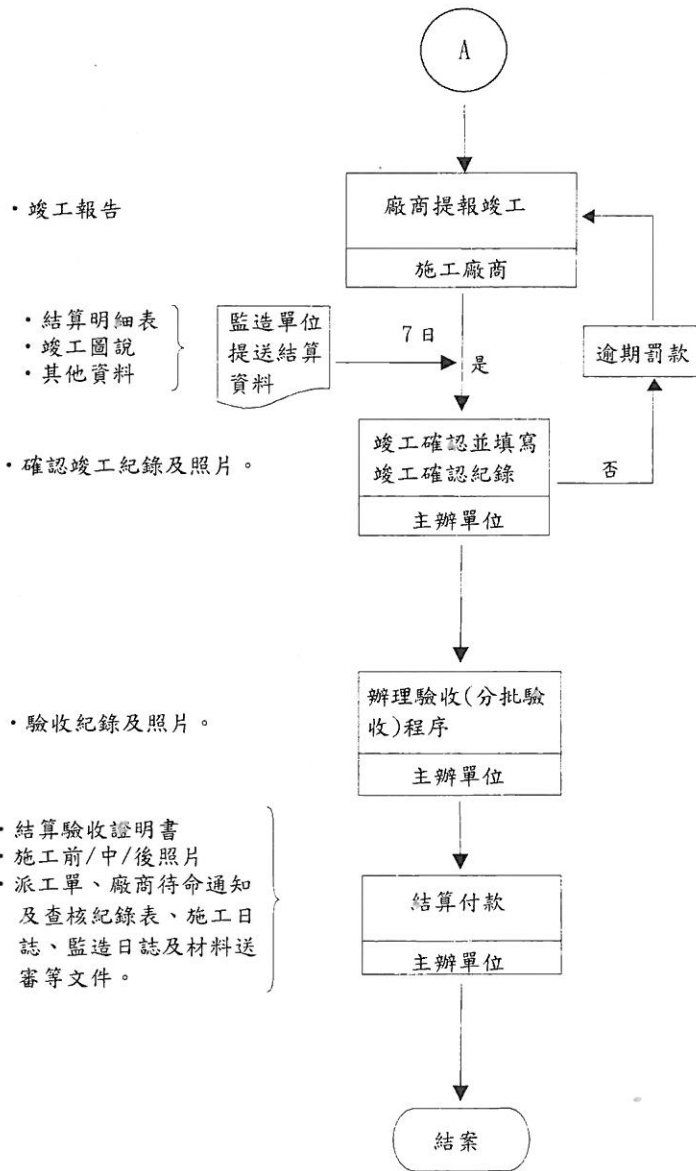 A
・竣工報告
廠商提報竣工
施工廠商
・結算明細表
・竣工圖說
・其他資料
監造單位
提送結算
資料
7日
是
逾期罰款
・確認竣工紀錄及照片。
竣工確認並填寫
竣工確認紀錄
主辦單位
否
・驗收紀錄及照片。
辦理驗收(分批驗
收)程序
主辦單位
・結算驗收證明書
・施工前/中/後照片
・派工單、廠商待命通知
及查核紀錄表、施工日
誌、監造日誌及材料送
審等文件。
結算付款
主辦單位
結案